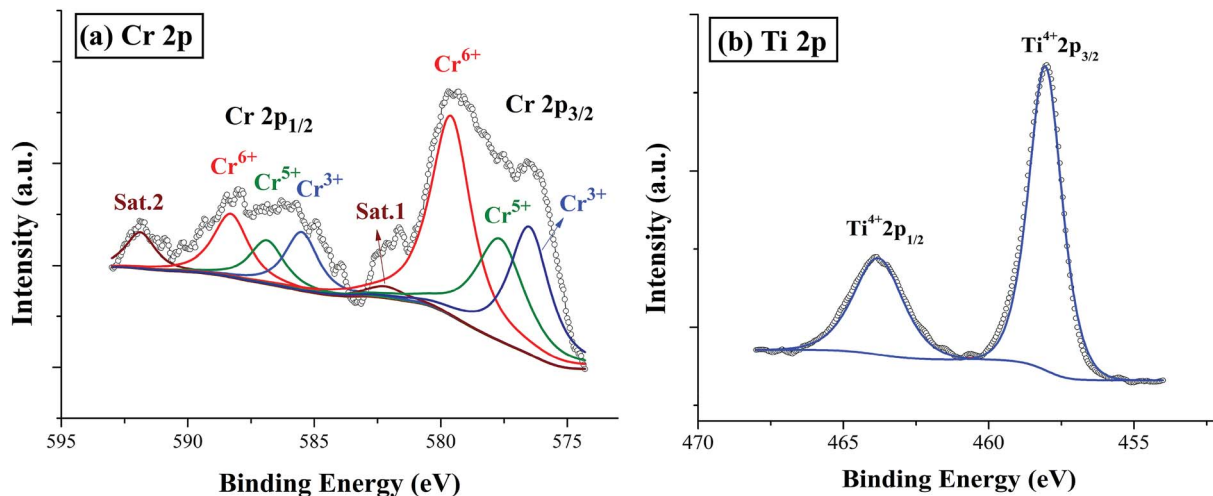 (a) Cr 2p
Cr⁶⁺
Cr 2p₃/₂
Cr 2p₁/₂
Cr⁶⁺
Cr⁵⁺
Cr³⁺
Sat.2
Sat.1
Cr⁵⁺
Cr³⁺
Intensity (a.u.)
595
590
585
580
575
Binding Energy (eV)
(b) Ti 2p
Ti⁴⁺2p₃/₂
Ti⁴⁺2p₁/₂
Intensity (a.u.)
470
465
460
455
Binding Energy (eV)